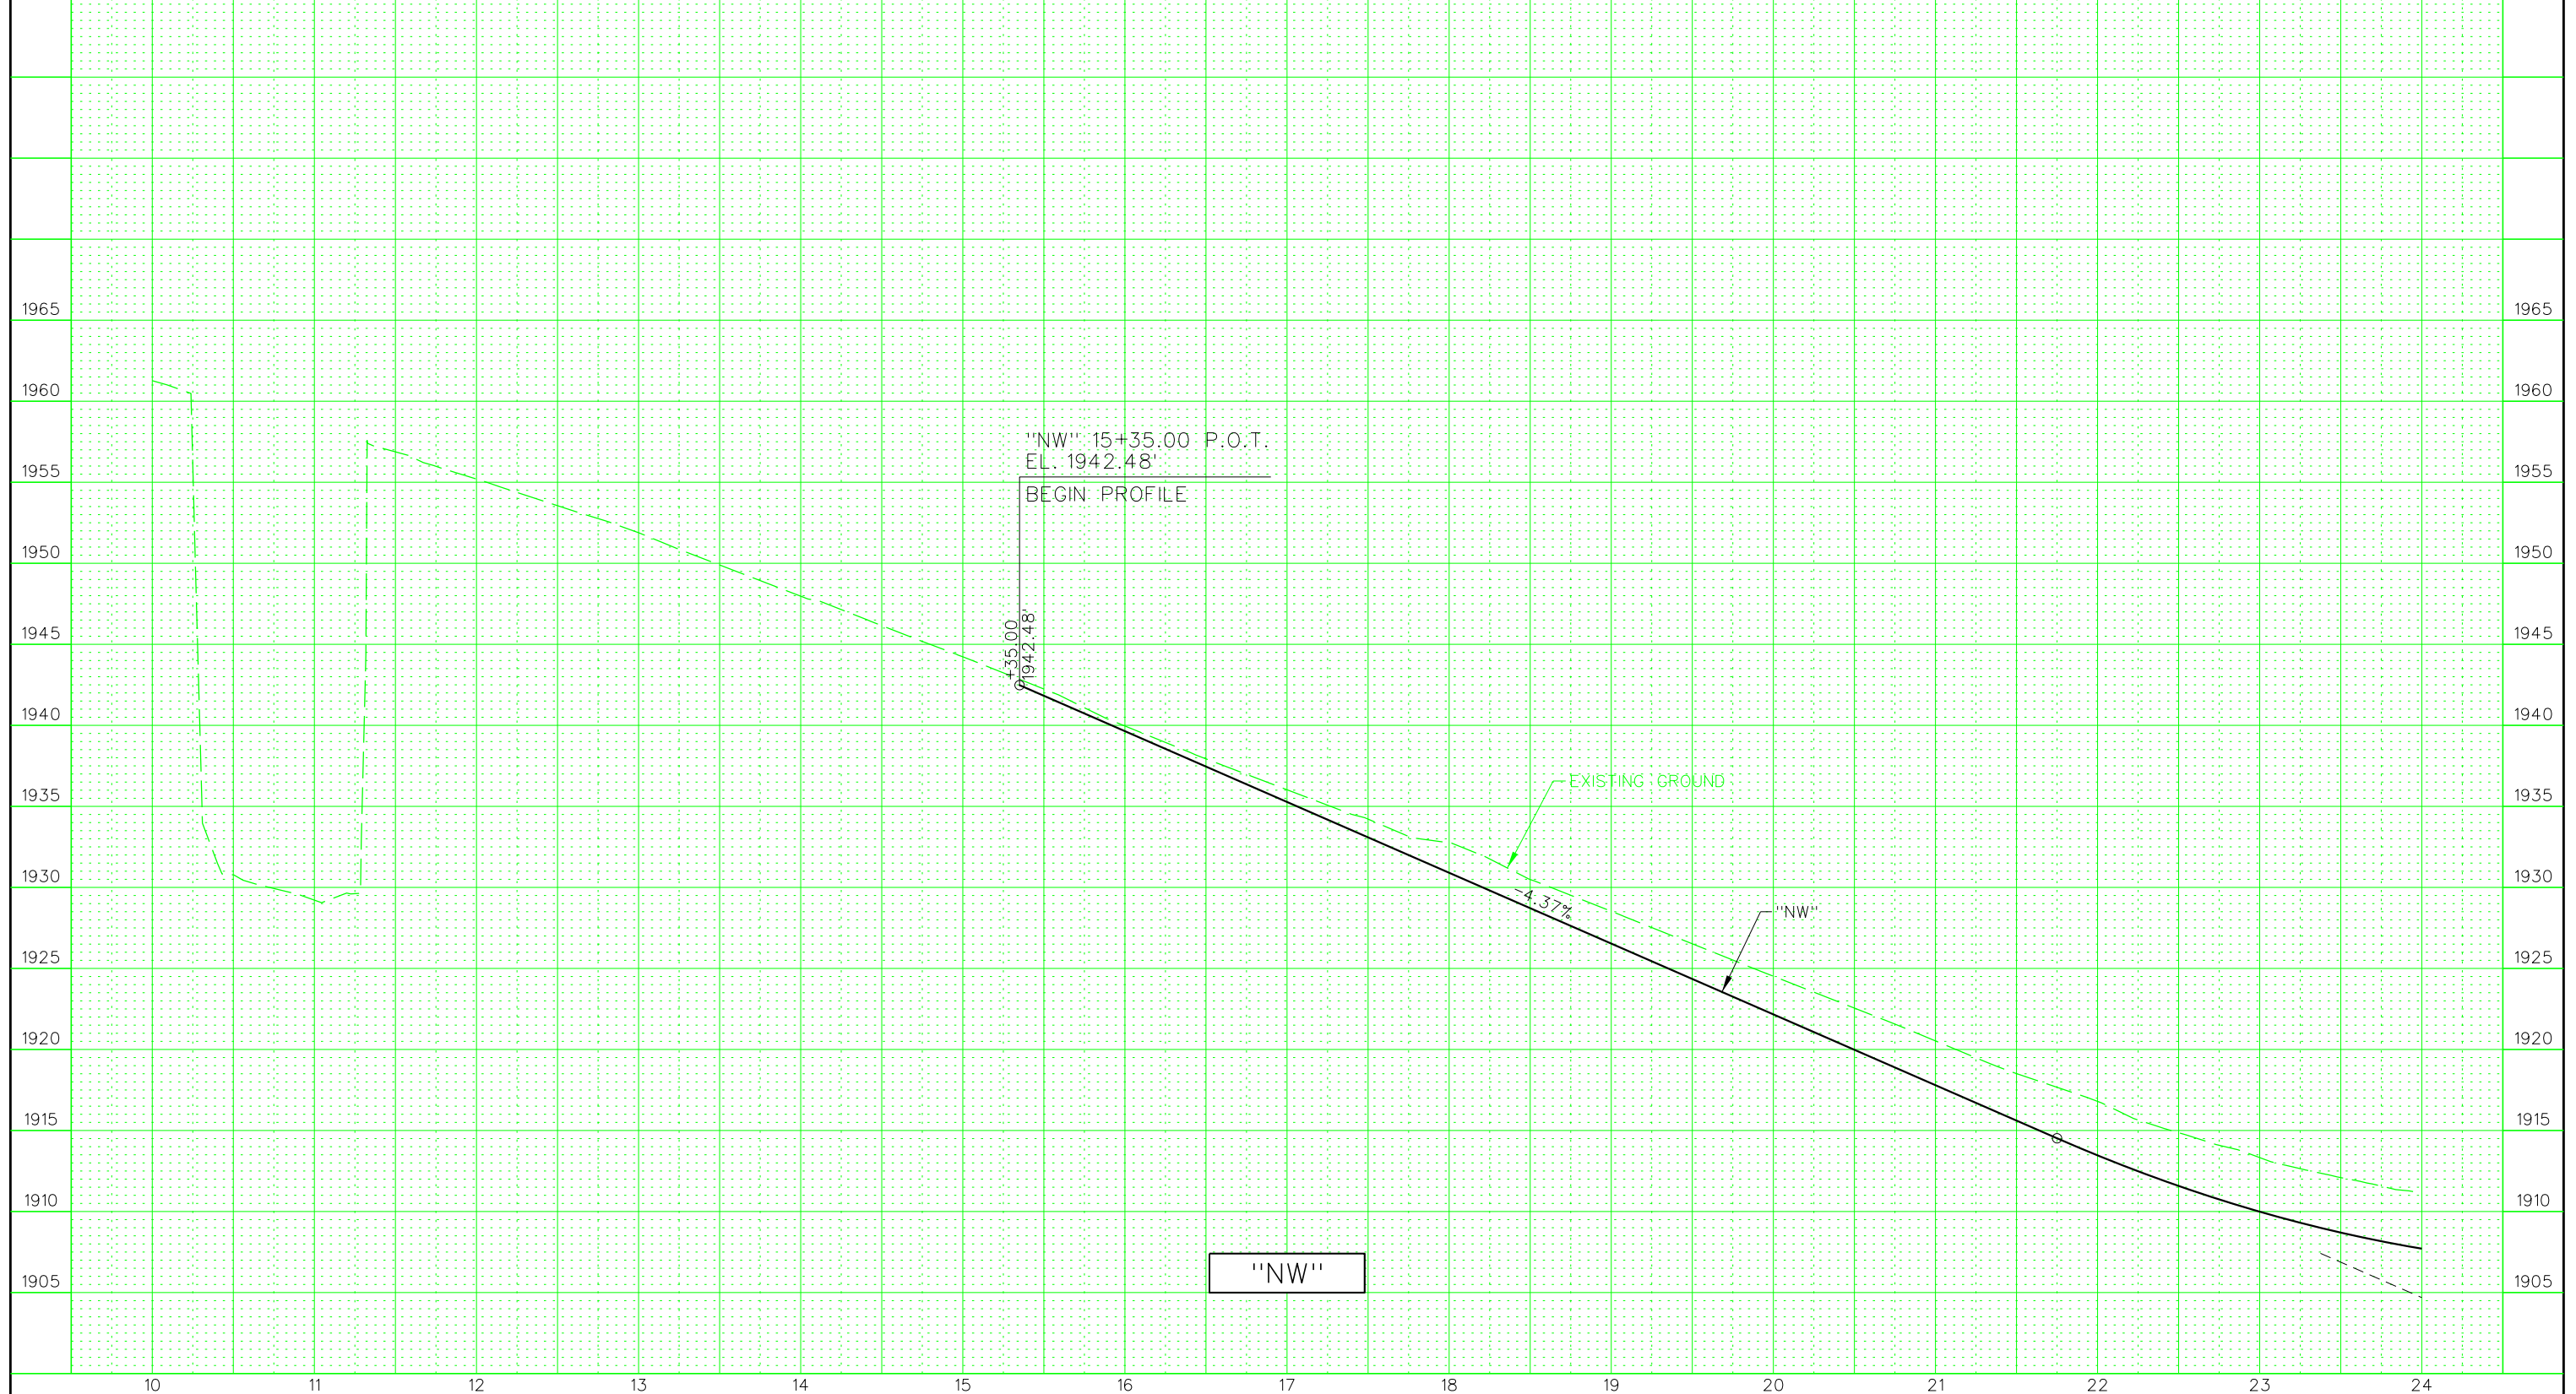 "NW" 15+35.00 P.O.T.
EL. 1942.48'
BEGIN PROFILE
+35.00
1942.48'
EXISTING GROUND
-4.37%
"NW"
"NW"
1965 1965
1960 1960
1955 1955
1950 1950
1945 1945
1940 1940
1935 1935
1930 1930
1925 1925
1920 1920
1915 1915
1910 1910
1905 1905
10 11 12 13 14 15 16 17 18 19 20 21 22 23 24